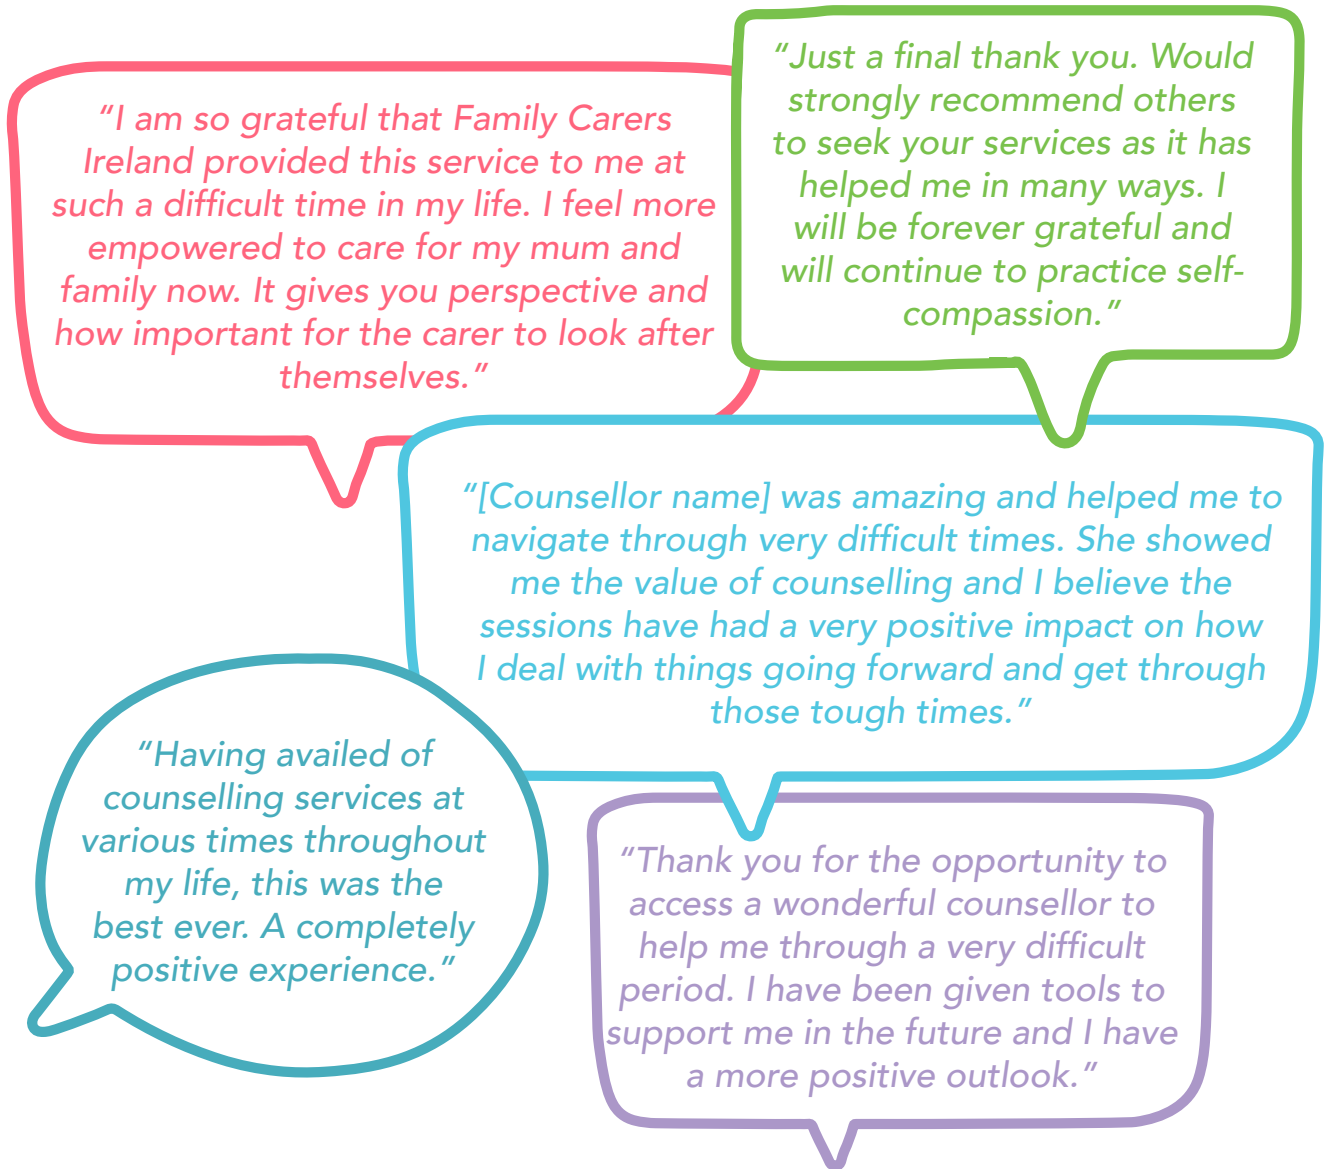 “I am so grateful that Family Carers
Ireland provided this service to me at
such a difficult time in my life. I feel more
empowered to care for my mum and
family now. It gives you perspective and
how important for the carer to look after
themselves.”
“Just a final thank you. Would
strongly recommend others
to seek your services as it has
helped me in many ways. I
will be forever grateful and
will continue to practice self-
compassion.”
“[Counsellor name] was amazing and helped me to
navigate through very difficult times. She showed
me the value of counselling and I believe the
sessions have had a very positive impact on how
I deal with things going forward and get through
those tough times.”
“Having availed of
counselling services at
various times throughout
my life, this was the
best ever. A completely
positive experience.”
“Thank you for the opportunity to
access a wonderful counsellor to
help me through a very difficult
period. I have been given tools to
support me in the future and I have
a more positive outlook.”